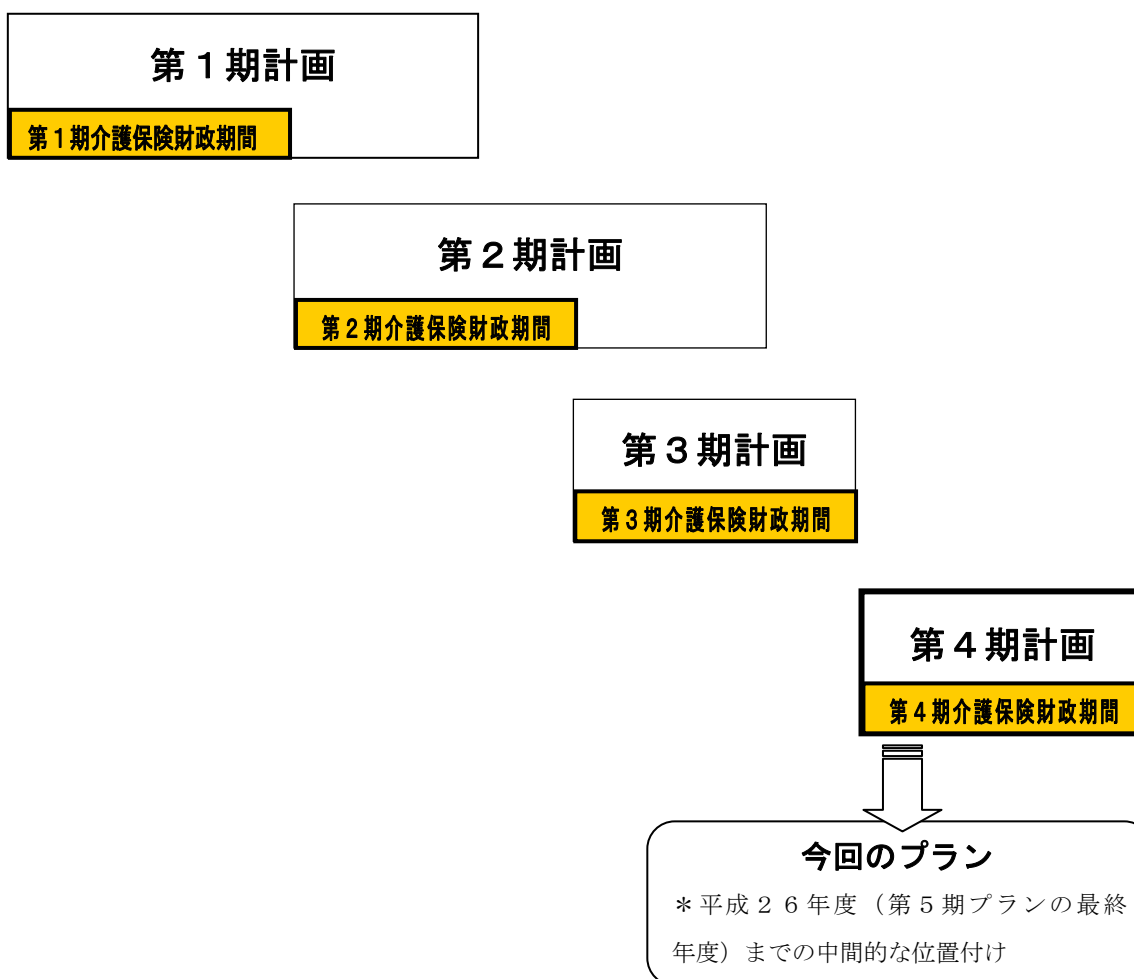 第１期計画
第１期介護保険財政期間
第２期計画
第２期介護保険財政期間
第３期計画
第３期介護保険財政期間
第４期計画
第４期介護保険財政期間
今回のプラン
＊平成２６年度（第５期プランの最終
年度）までの中間的な位置付け